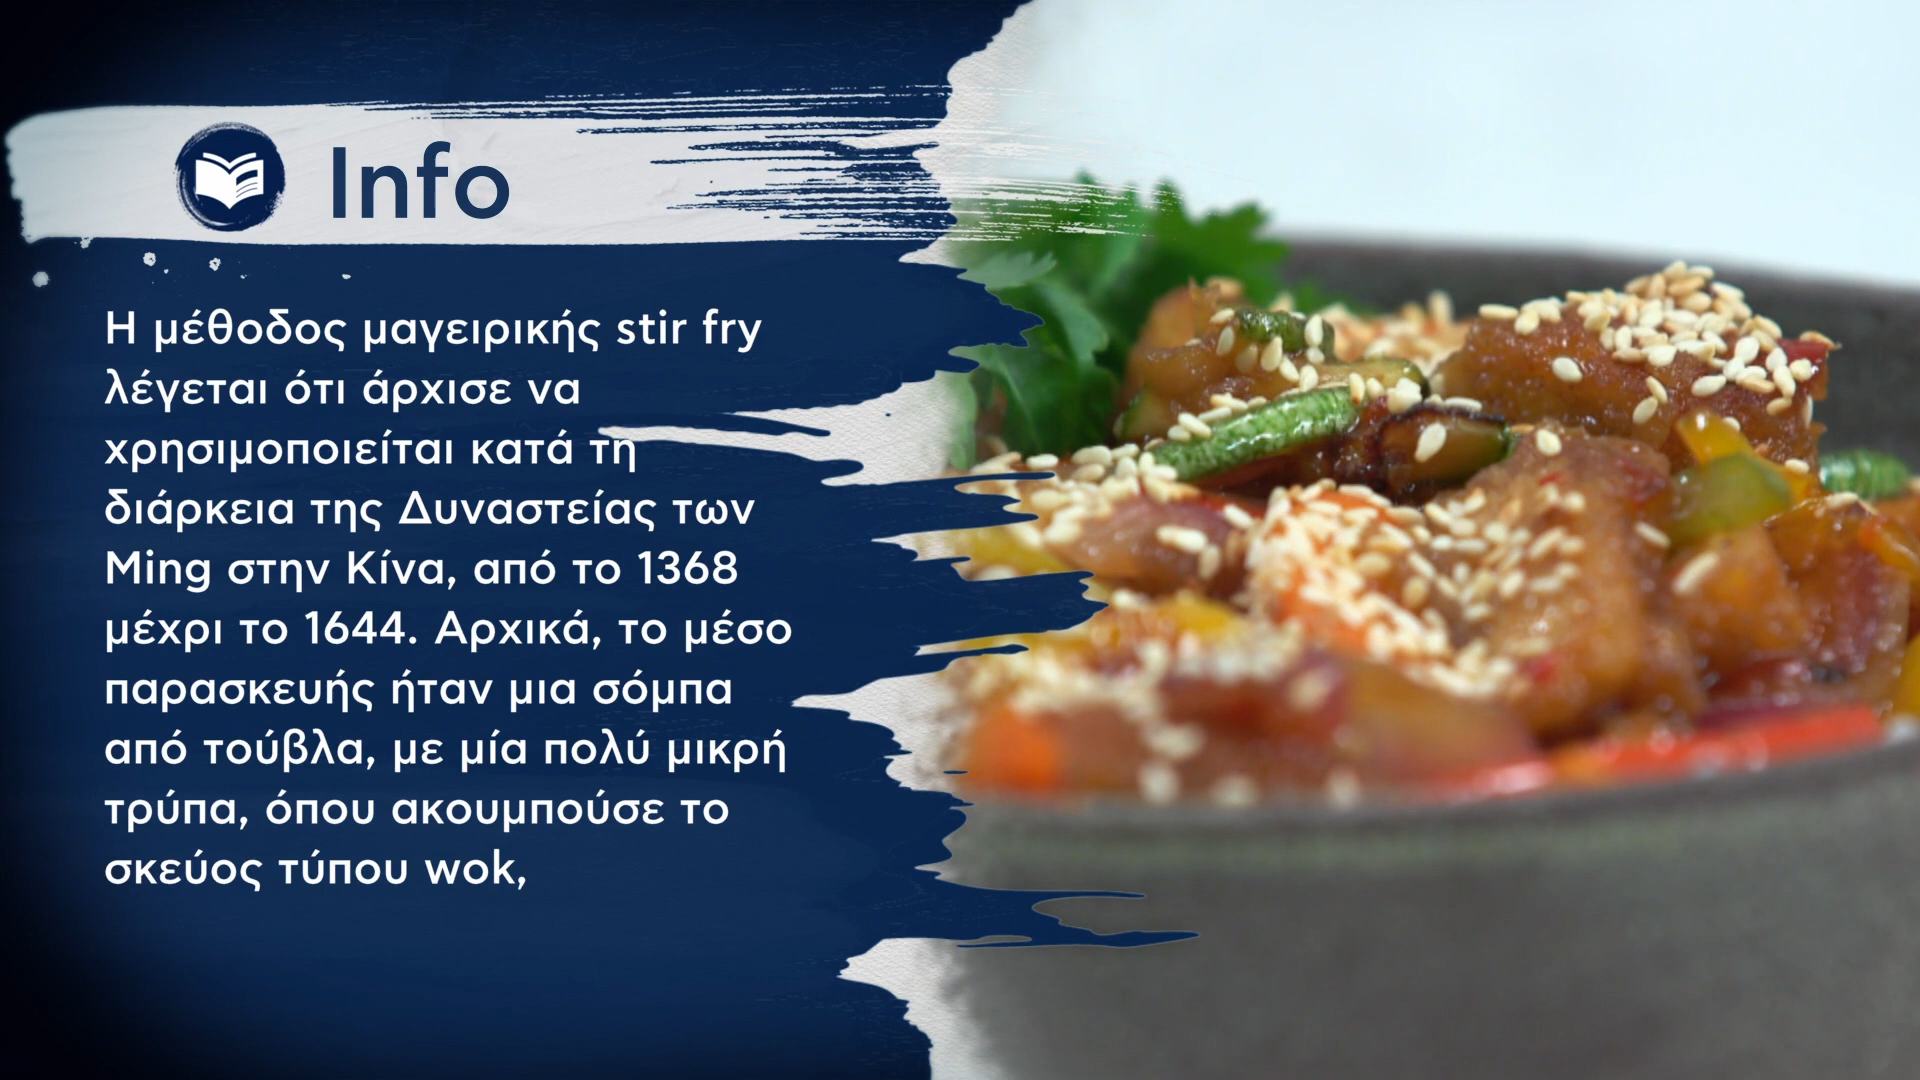 Info
Η μέθοδος μαγειρικής stir fry
λέγεται ότι άρχισε να
χρησιμοποιείται κατά τη
διάρκεια της Δυναστείας των
Ming στην Κίνα, από το 1368
μέχρι το 1644. Αρχικά, το μέσο
παρασκευής ήταν μια σόμπα
από τούβλα, με μία πολύ μικρή
τρύπα, όπου ακουμπούσε το
σκεύος τύπου wok,